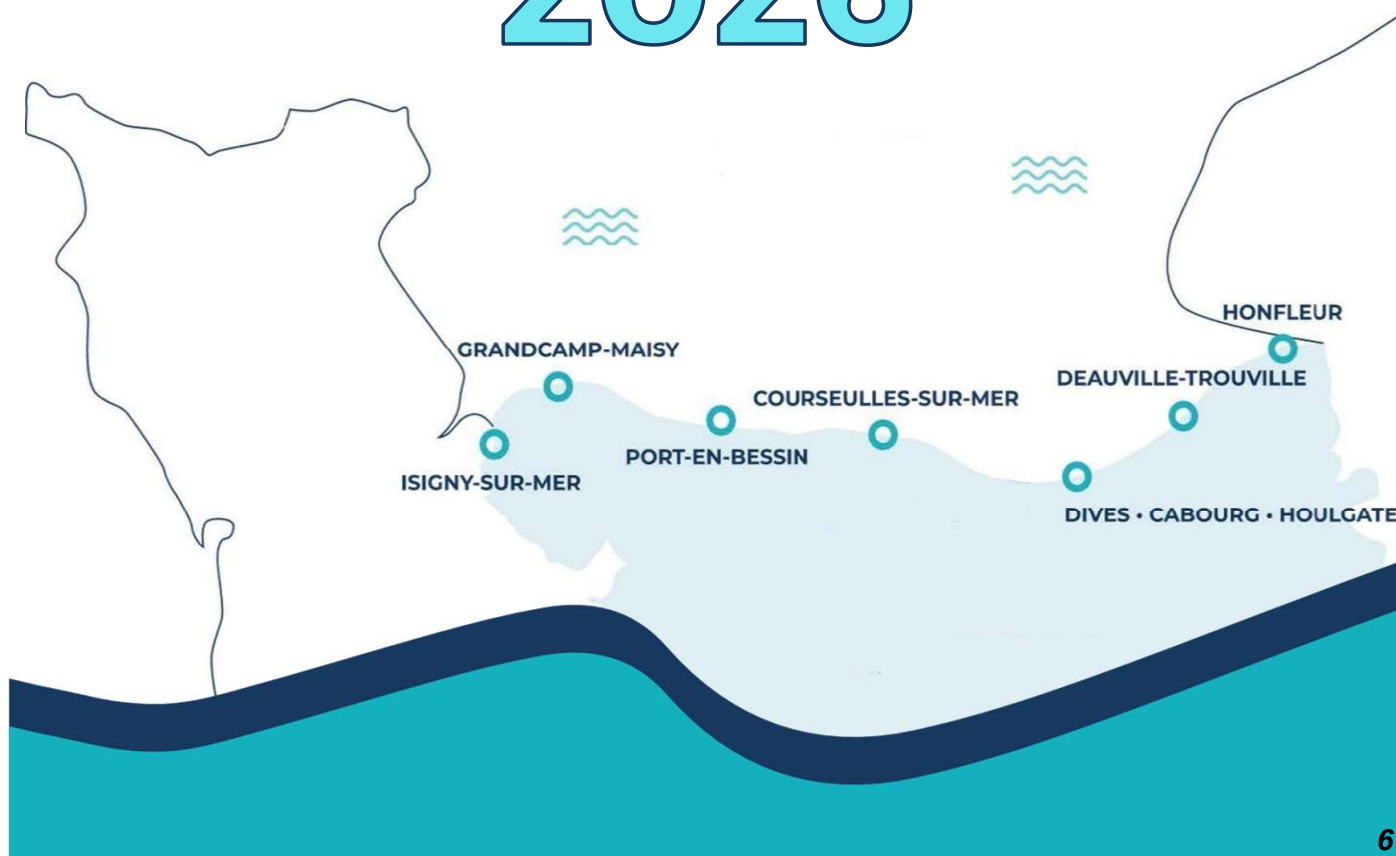 2026
HONFLEUR
GRANDCAMP-MAISY
DEAUVILLE-TROUVILLE
COURSEULLES-SUR-MER
PORT-EN-BESSIN
ISIGNY-SUR-MER
DIVES • CABOURG • HOULGATE
6